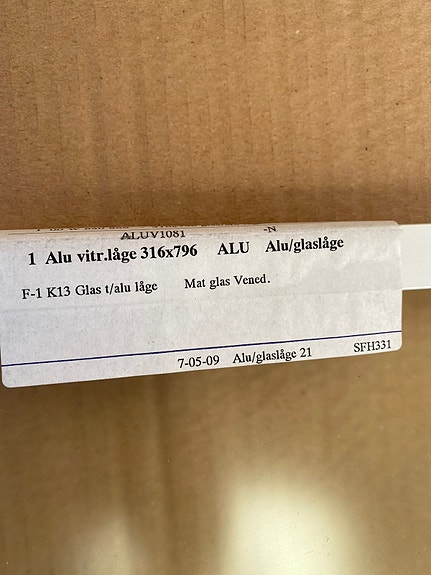 ALUV1081 -N
1 Alu vitr.låge 316x796 ALU Alu/glaslåge
F-1 K13 Glas t/alu låge Mat glas Vened.
7-05-09 Alu/glaslåge 21 SFH331